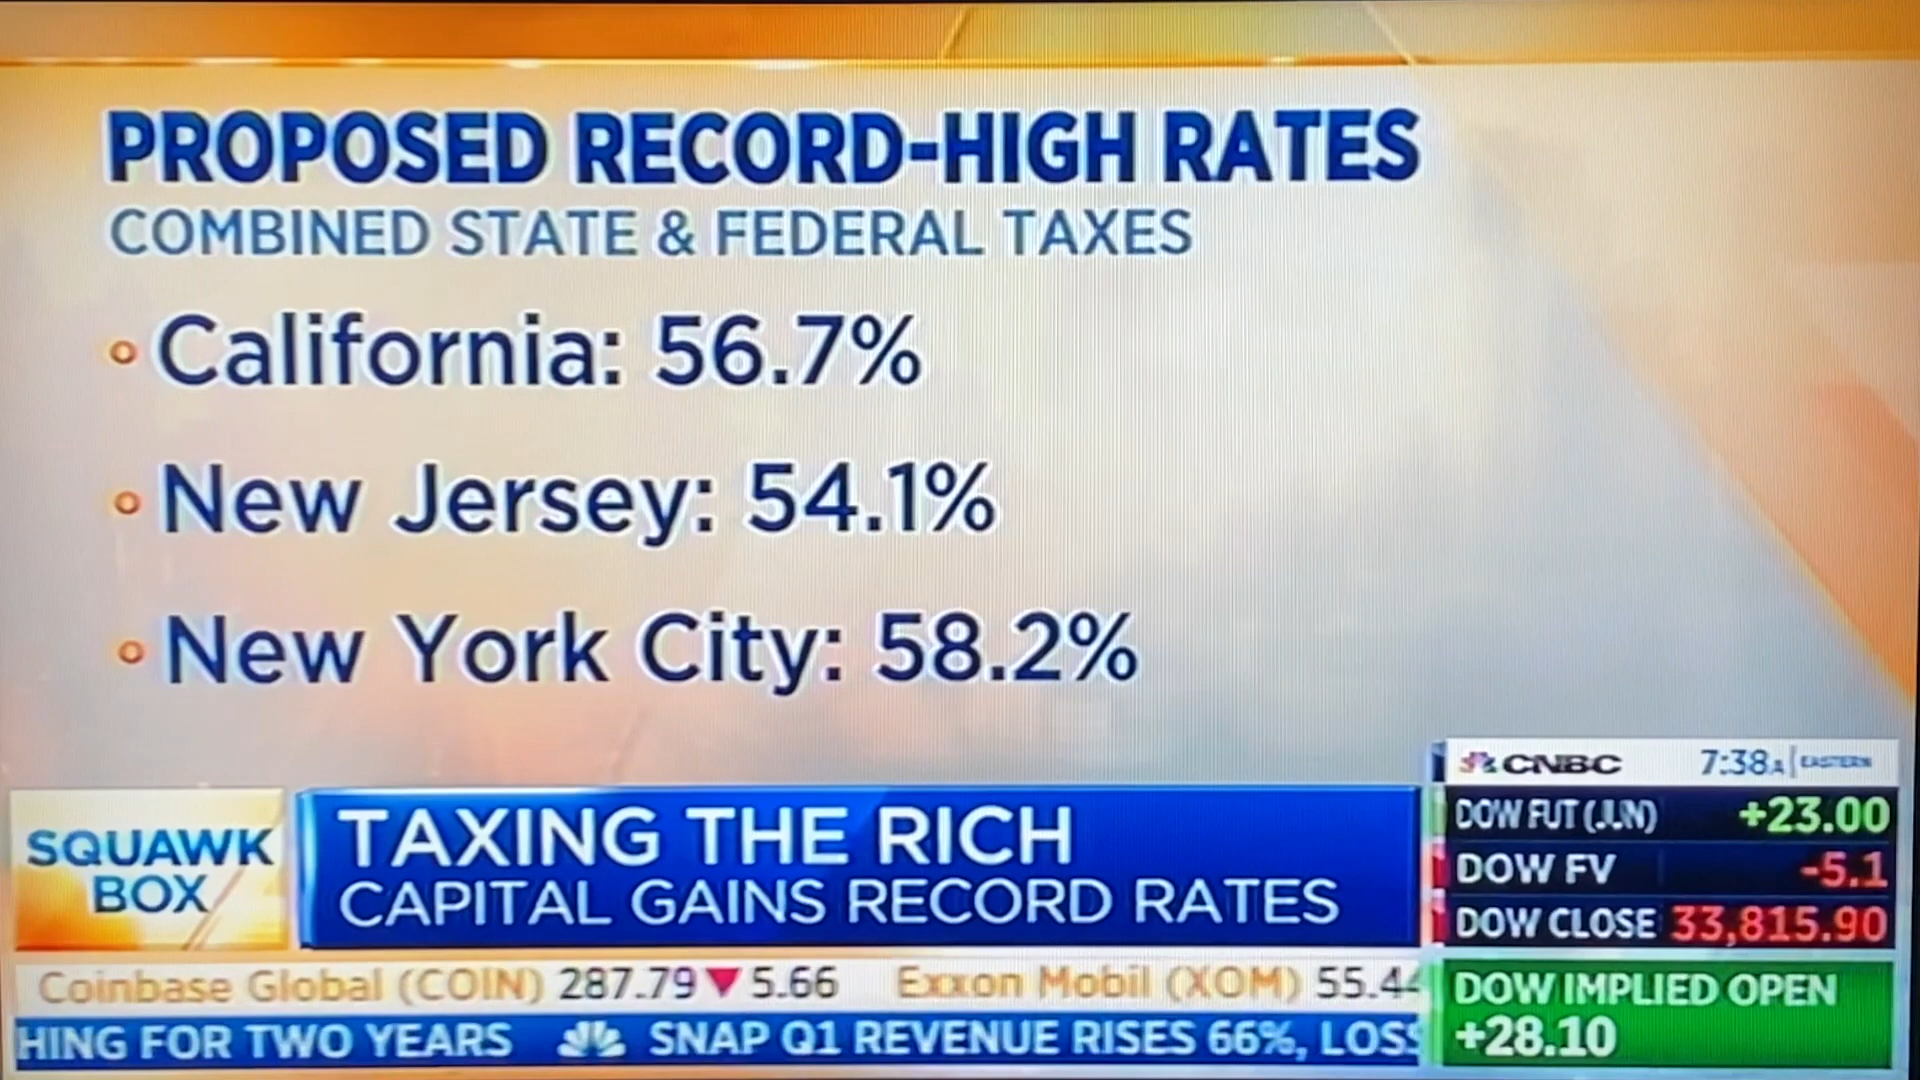 PROPOSED RECORD-HIGH RATES
COMBINED STATE & FEDERAL TAXES
California: 56.7%
New Jersey: 54.1%
New York City: 58.2%
CNBC 7:38A EASTERN
SQUAWK BOX
TAXING THE RICH
CAPITAL GAINS RECORD RATES
DOW FUT (JUN) +23.00
DOW FV -5.1
DOW CLOSE 33,815.90
Coinbase Global (COIN) 287.79▼5.66 Exxon Mobil (XOM) 55.44
DOW IMPLIED OPEN
+28.10
HING FOR TWO YEARS SNAP Q1 REVENUE RISES 66%, LOSS